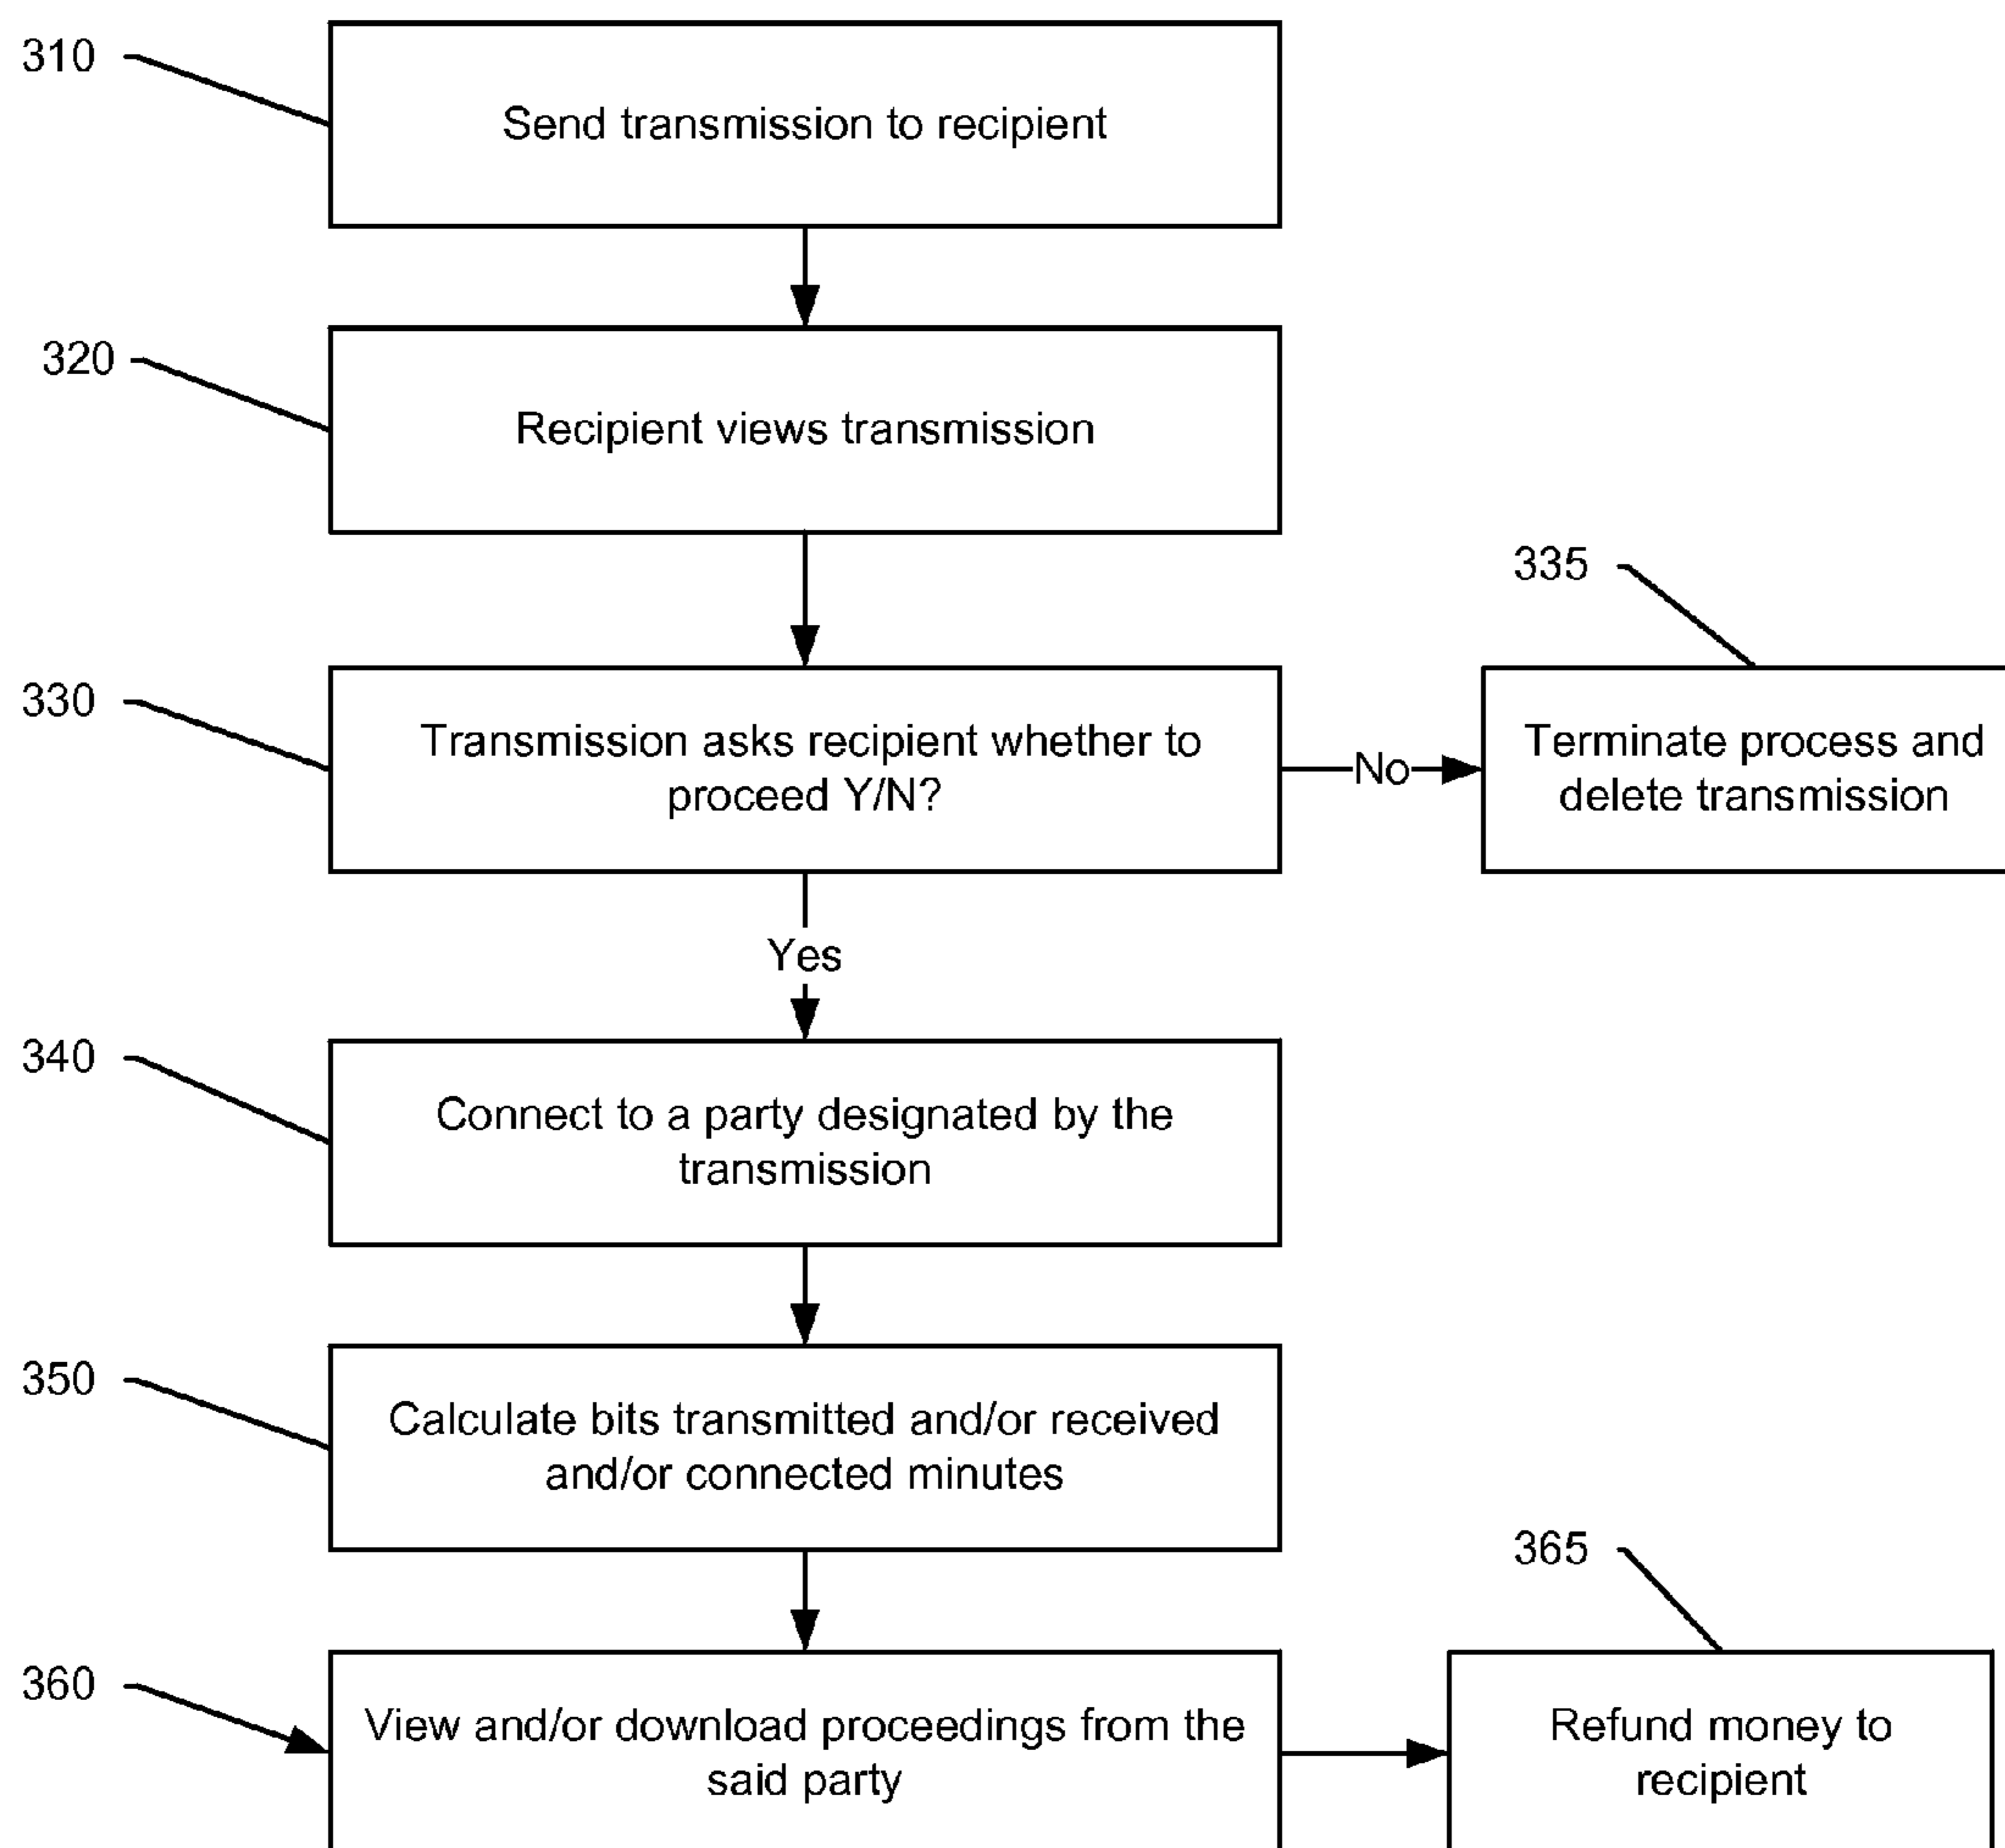 310
Send transmission to recipient
320
Recipient views transmission
335
330
Transmission asks recipient whether to
proceed Y/N?
No
Terminate process and
delete transmission
Yes
340
Connect to a party designated by the
transmission
350
Calculate bits transmitted and/or received
and/or connected minutes
365
360
View and/or download proceedings from the
said party
Refund money to
recipient